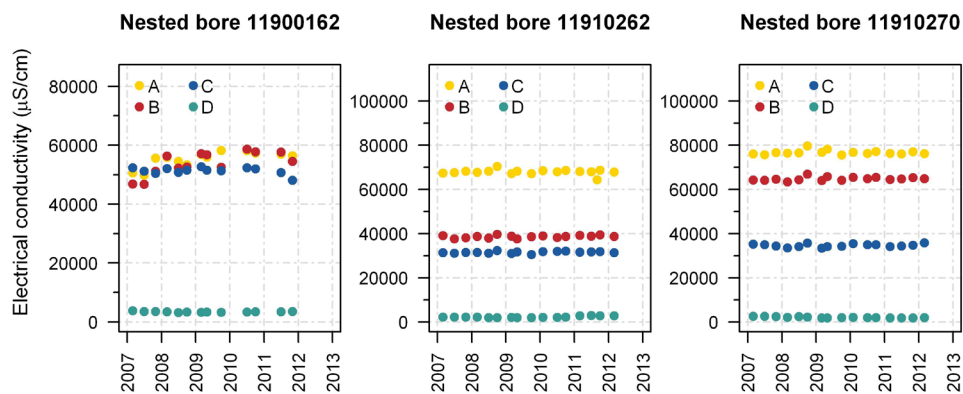 Nested bore 11900162
Nested bore 11910262
Nested bore 11910270
Electrical conductivity (µS/cm)
80000
60000
40000
20000
0
A
B
C
D
2007
2008
2009
2010
2011
2012
2013
100000
80000
60000
40000
20000
0
A
B
C
D
2007
2008
2009
2010
2011
2012
2013
100000
80000
60000
40000
20000
0
A
B
C
D
2007
2008
2009
2010
2011
2012
2013